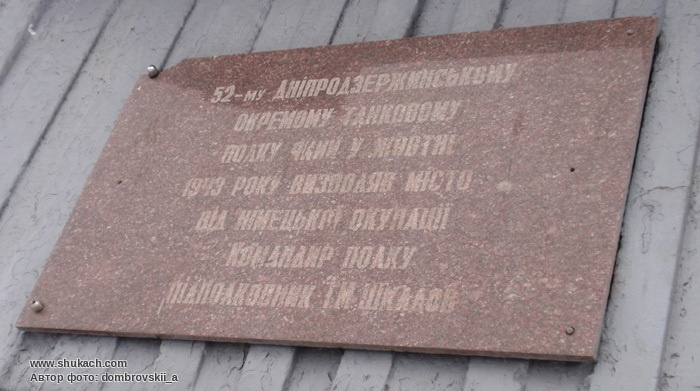 52-му ДНІПРОДЗЕРЖИНСЬКОМУ
ОКРЕМОМУ ТАНКОВОМУ
ПОЛКУ ЯКИЙ У ЖОВТНІ
1943 РОКУ ВИЗВОЛЯВ МІСТО
ВІД НІМЕЦЬКОЇ ОКУПАЦІЇ
КОМАНДИР ПОЛКУ
ПІДПОЛКОВНИК
www.shukach.com
Автор фото: dombrovskii_a